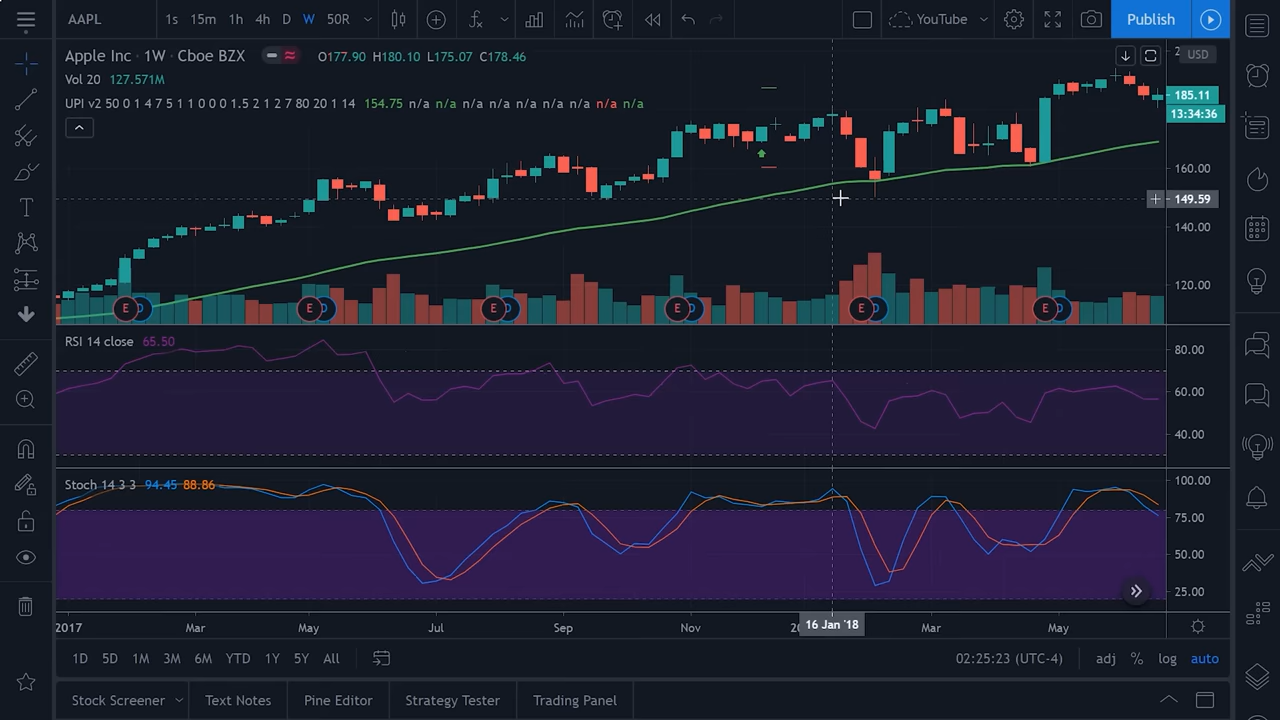 AAPL 1s 15m 1h 4h D W 50R YouTube Publish
Apple Inc · 1W · Cboe BZX O177.90 H180.10 L175.07 C178.46 USD
Vol 20 127.571M
UPI v2 50 0 1 4 7 5 1 1 0 0 0 1.5 2 1 2 7 80 20 1 14 154.75 n/a n/a n/a n/a n/a n/a n/a n/a
185.11
13:34:36
160.00
149.59
140.00
120.00
E D E D E D E D E D E D
RSI 14 close 65.50
80.00
60.00
40.00
Stoch 14 3 3 94.45 88.86
100.00
75.00
50.00
25.00
2017 Mar May Jul Sep Nov 16 Jan '18 Mar May
1D 5D 1M 3M 6M YTD 1Y 5Y All 02:25:23 (UTC-4) adj % log auto
Stock Screener Text Notes Pine Editor Strategy Tester Trading Panel